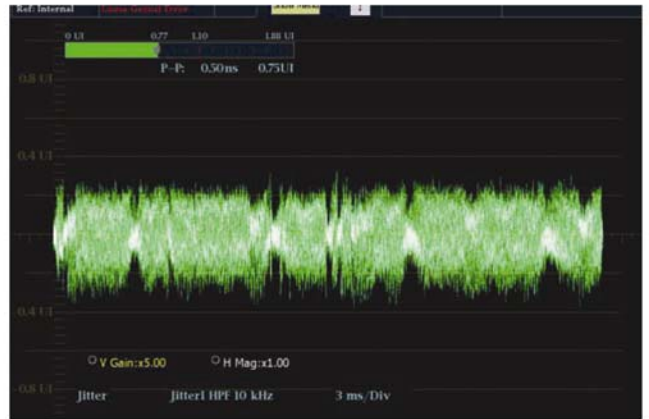 Ref: Internal
0 UI 0.77 1.10 1.88 UI
P-P: 0.50ns 0.75UI
0.8 UI
0.4 UI
0.4 UI
V Gain:x5.00 H Mag:x1.00
0.8 UI
Jitter Jitter1 HPF 10 kHz 3 ms/Div